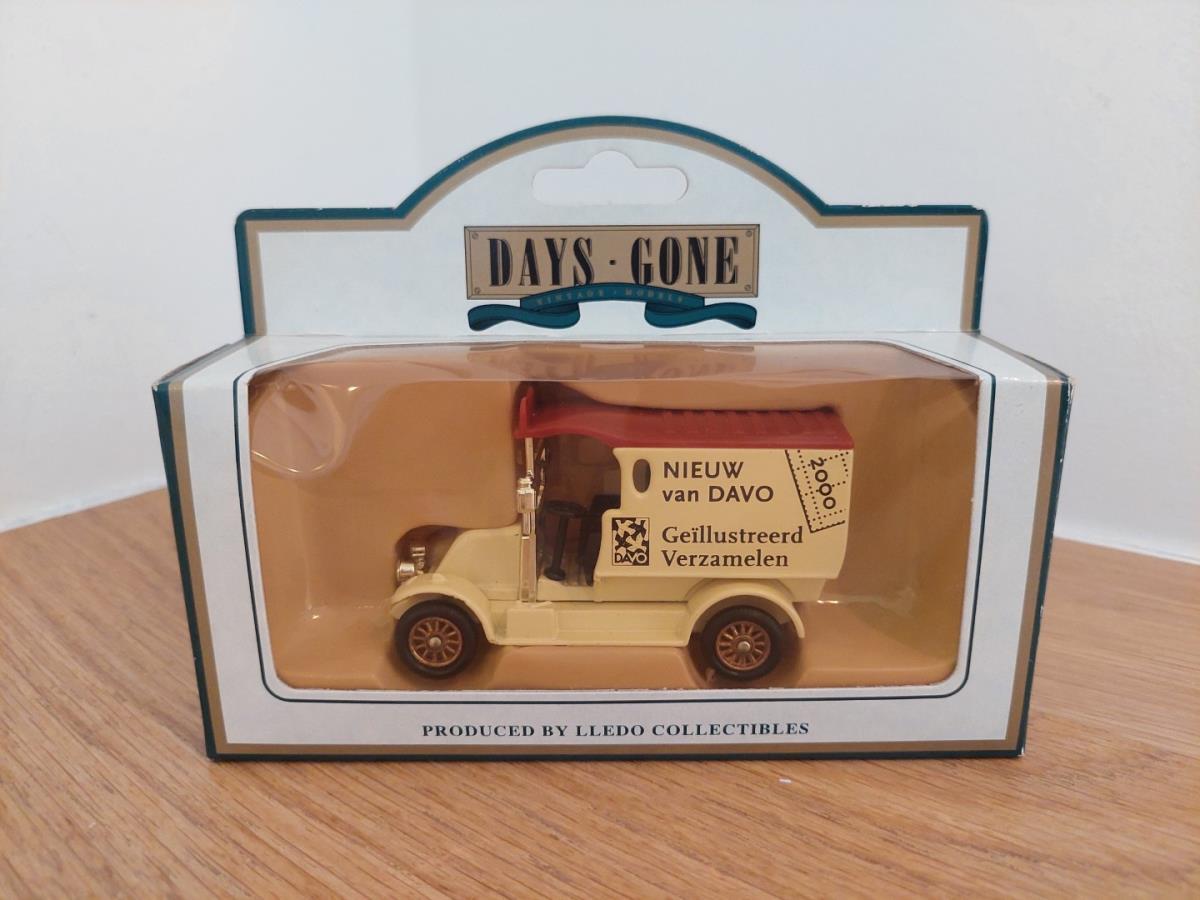 DAYS · GONE
VINTAGE · MODELS
NIEUW
van DAVO
2000
DAVO
Geïllustreerd
Verzamelen
PRODUCED BY LLEDO COLLECTIBLES